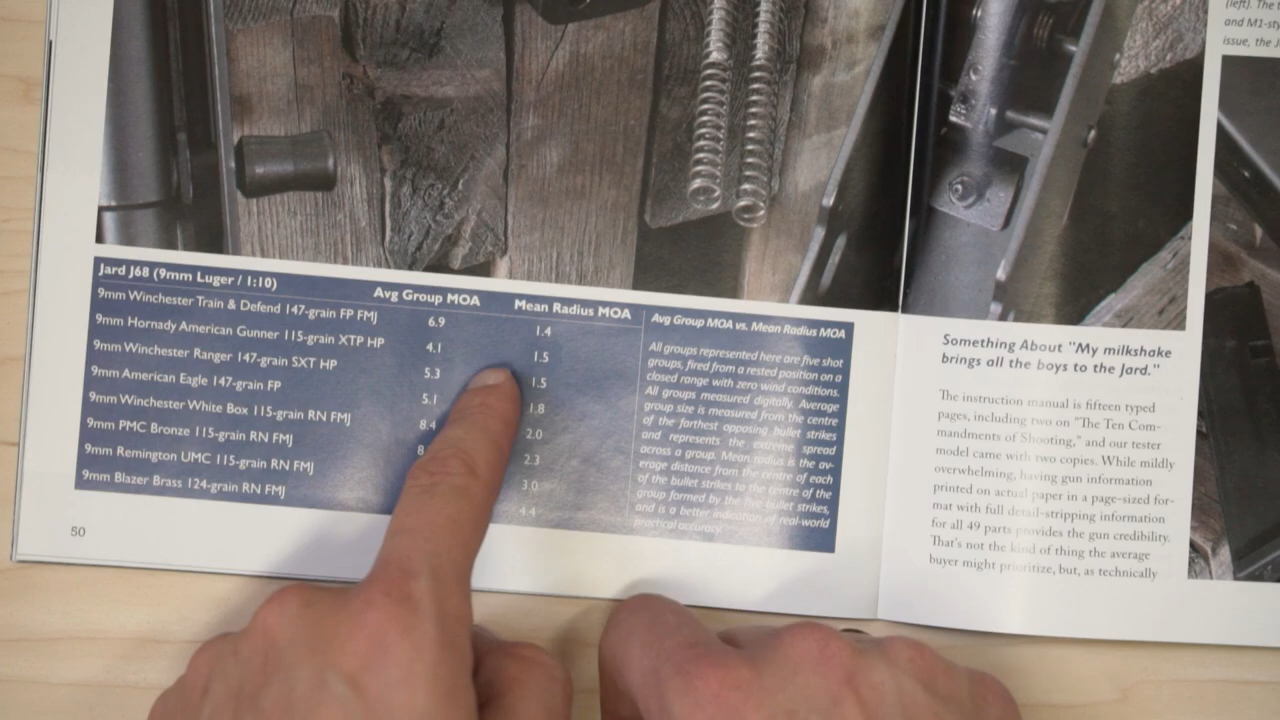 (left). The t
and M1-sty
issue, the J
Jard J68 (9mm Luger / 1:10) Avg Group MOA Mean Radius MOA
9mm Winchester Train & Defend 147-grain FP FMJ 6.9 1.4
9mm Hornady American Gunner 115-grain XTP HP 4.1 1.5
9mm Winchester Ranger 147-grain SXT HP 5.3 1.5
9mm American Eagle 147-grain FP 5.1 1.8
9mm Winchester White Box 115-grain RN FMJ 8.4 2.0
9mm PMC Bronze 115-grain RN FMJ 8 2.3
9mm Remington UMC 115-grain RN FMJ 3.0
9mm Blazer Brass 124-grain RN FMJ 4.4
Avg Group MOA vs. Mean Radius MOA
All groups represented here are five shot
groups, fired from a rested position on a
closed range with zero wind conditions.
All groups measured digitally. Average
group size is measured from the centre
of the farthest opposing bullet strikes
and represents the extreme spread
across a group. Mean radius is the av-
erage distance from the centre of each
of the bullet strikes to the centre of the
group formed by the five bullet strikes,
and is a better indication of real-world
practical accuracy.
50
Something About "My milkshake
brings all the boys to the Jard."
The instruction manual is fifteen typed
pages, including two on "The Ten Com-
mandments of Shooting," and our tester
model came with two copies. While mildly
overwhelming, having gun information
printed on actual paper in a page-sized for-
mat with full detail-stripping information
for all 49 parts provides the gun credibility.
That's not the kind of thing the average
buyer might prioritize, but, as technically